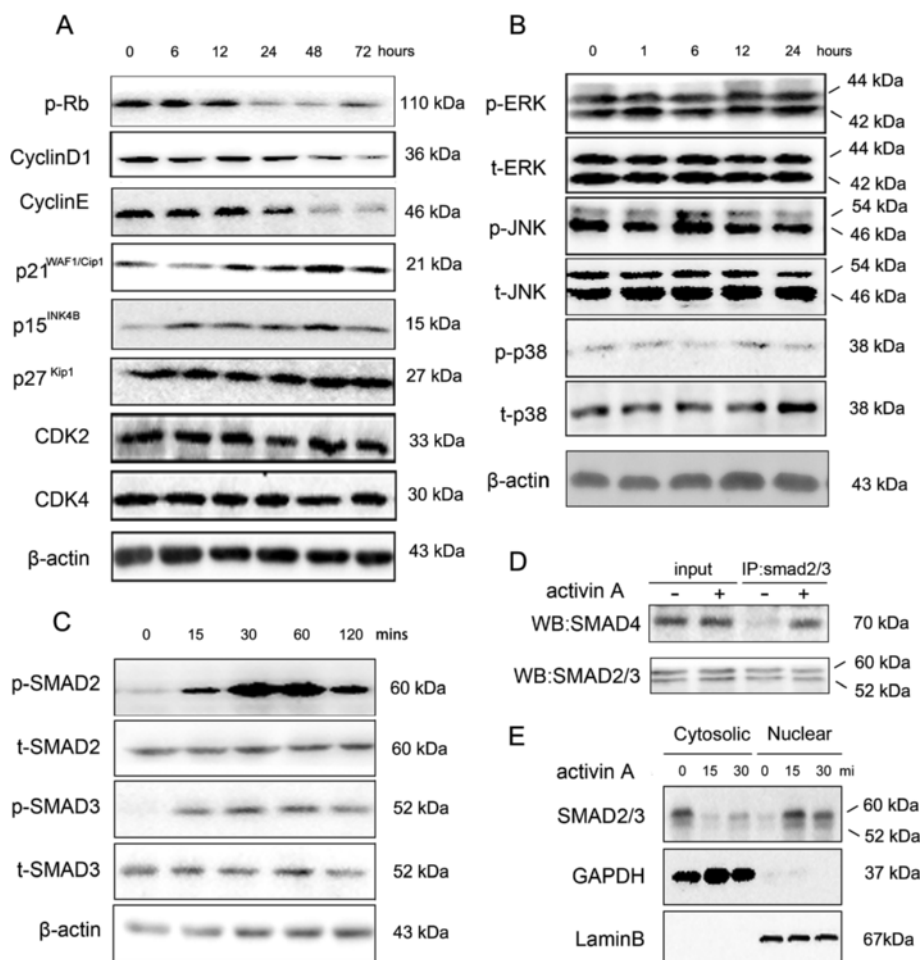 A
0 6 12 24 48 72 hours
p-Rb 110 kDa
CyclinD1 36 kDa
CyclinE 46 kDa
p21WAF1/Cip1 21 kDa
p15INK4B 15 kDa
p27Kip1 27 kDa
CDK2 33 kDa
CDK4 30 kDa
β-actin 43 kDa
B
0 1 6 12 24 hours
p-ERK 44 kDa
42 kDa
t-ERK 44 kDa
42 kDa
p-JNK 54 kDa
46 kDa
t-JNK 54 kDa
46 kDa
p-p38 38 kDa
t-p38 38 kDa
β-actin 43 kDa
C
0 15 30 60 120 mins
p-SMAD2 60 kDa
t-SMAD2 60 kDa
p-SMAD3 52 kDa
t-SMAD3 52 kDa
β-actin 43 kDa
D
input IP:smad2/3
activin A - + - +
WB:SMAD4 70 kDa
WB:SMAD2/3 60 kDa
52 kDa
E
Cytosolic Nuclear
activin A 0 15 30 0 15 30 mi
SMAD2/3 60 kDa
52 kDa
GAPDH 37 kDa
LaminB 67kDa